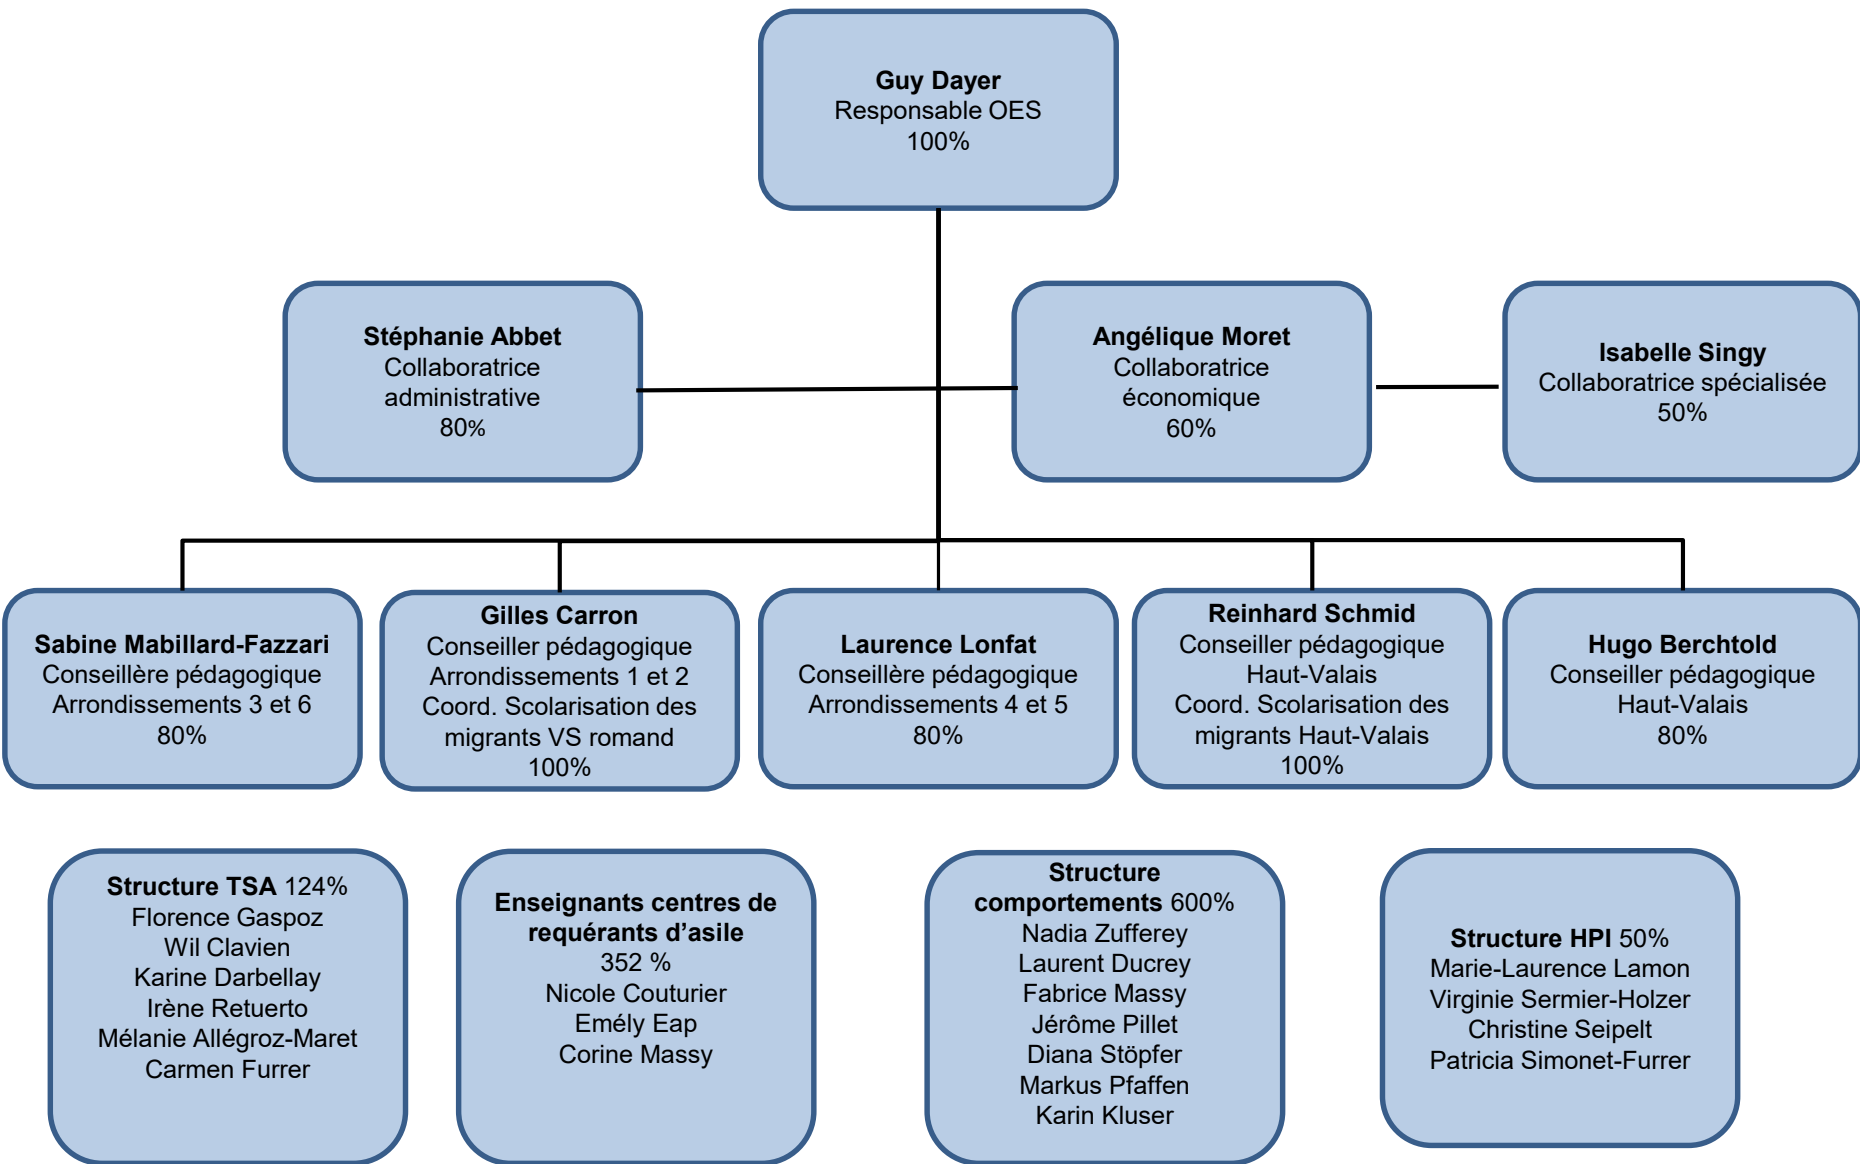 Guy Dayer
Responsable OES
100%
Stéphanie Abbet
Collaboratrice
administrative
80%
Angélique Moret
Collaboratrice
économique
60%
Isabelle Singy
Collaboratrice spécialisée
50%
Sabine Mabillard-Fazzari
Conseillère pédagogique
Arrondissements 3 et 6
80%
Gilles Carron
Conseiller pédagogique
Arrondissements 1 et 2
Coord. Scolarisation des
migrants VS romand
100%
Laurence Lonfat
Conseillère pédagogique
Arrondissements 4 et 5
80%
Reinhard Schmid
Conseiller pédagogique
Haut-Valais
Coord. Scolarisation des
migrants Haut-Valais
100%
Hugo Berchtold
Conseiller pédagogique
Haut-Valais
80%
Structure TSA 124%
Florence Gaspoz
Wil Clavien
Karine Darbellay
Irène Retuerto
Mélanie Allégroz-Maret
Carmen Furrer
Enseignants centres de
requérants d’asile
352 %
Nicole Couturier
Emély Eap
Corine Massy
Structure
comportements 600%
Nadia Zufferey
Laurent Ducrey
Fabrice Massy
Jérôme Pillet
Diana Stöpfer
Markus Pfaffen
Karin Kluser
Structure HPI 50%
Marie-Laurence Lamon
Virginie Sermier-Holzer
Christine Seipelt
Patricia Simonet-Furrer